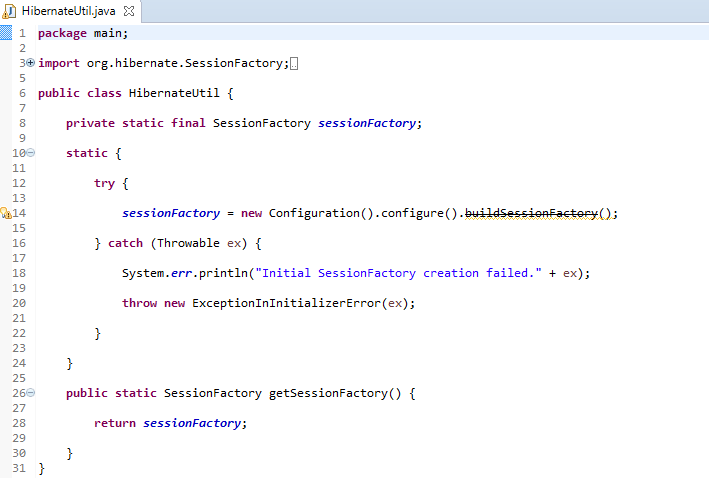 HibernateUtil.java
1 package main;
2
3 import org.hibernate.SessionFactory;
5
6 public class HibernateUtil {
7
8 private static final SessionFactory sessionFactory;
9
10 static {
11
12 try {
13
14 sessionFactory = new Configuration().configure().buildSessionFactory();
15
16 } catch (Throwable ex) {
17
18 System.err.println("Initial SessionFactory creation failed." + ex);
19
20 throw new ExceptionInInitializerError(ex);
21
22 }
23
24 }
25
26 public static SessionFactory getSessionFactory() {
27
28 return sessionFactory;
29
30 }
31 }